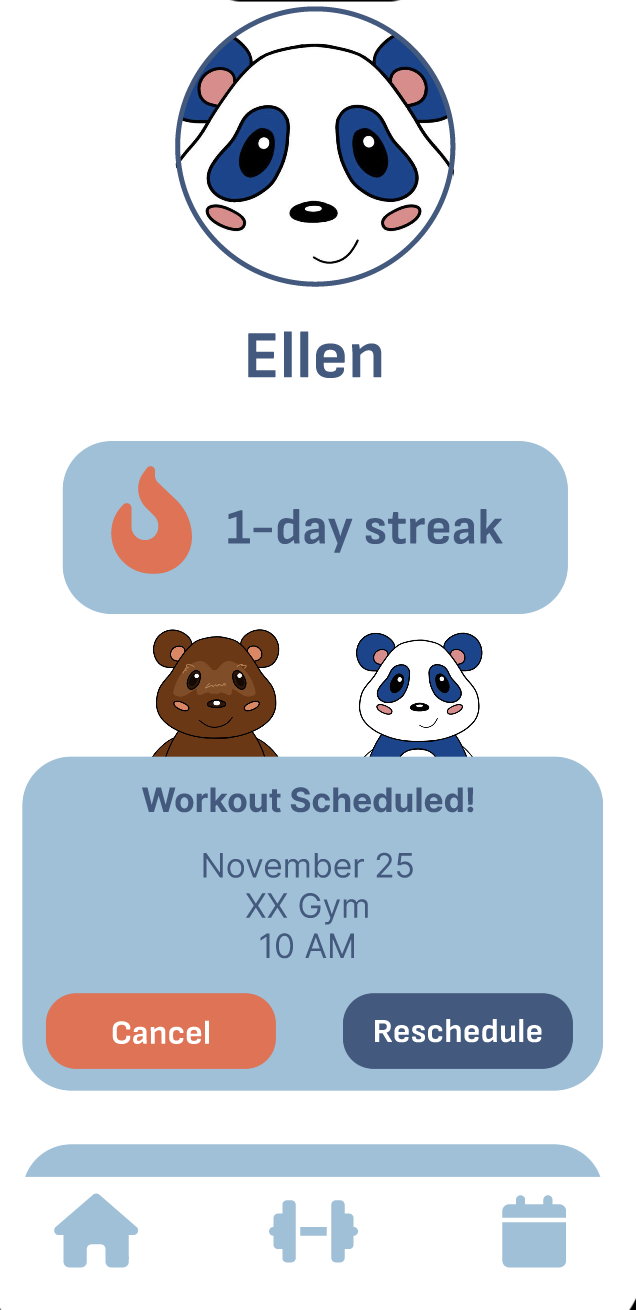 Ellen
1-day streak
Workout Scheduled!
November 25
XX Gym
10 AM
Cancel
Reschedule